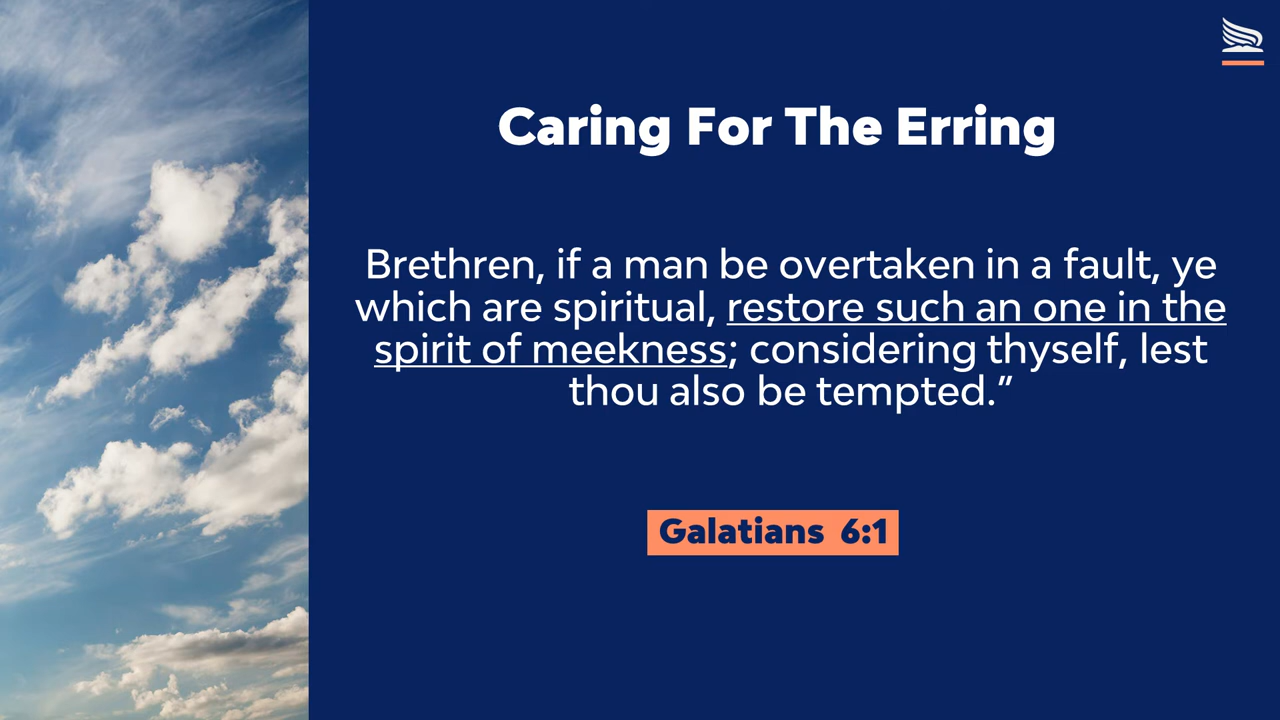 Caring For The Erring
Brethren, if a man be overtaken in a fault, ye
which are spiritual, restore such an one in the
spirit of meekness; considering thyself, lest
thou also be tempted.”
Galatians 6:1